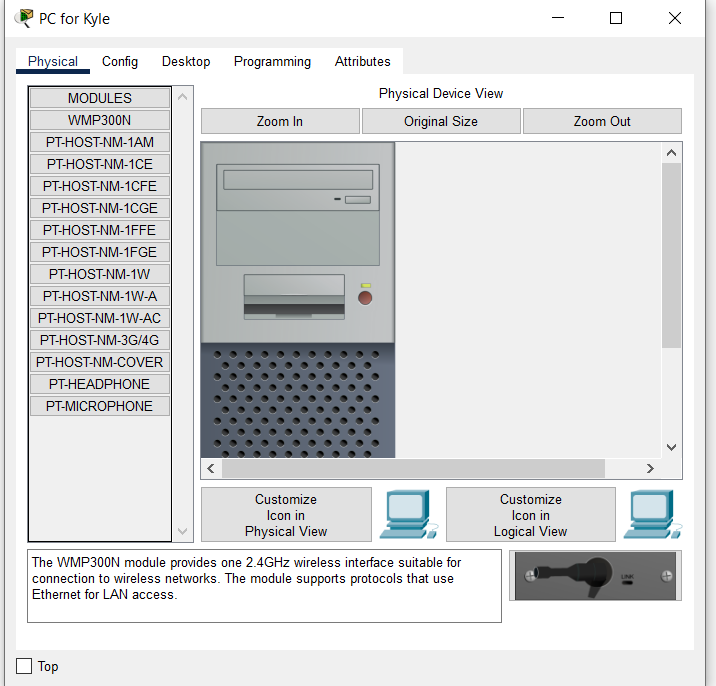 PC for Kyle
Physical Config Desktop Programming Attributes
MODULES
WMP300N
PT-HOST-NM-1AM
PT-HOST-NM-1CE
PT-HOST-NM-1CFE
PT-HOST-NM-1CGE
PT-HOST-NM-1FFE
PT-HOST-NM-1FGE
PT-HOST-NM-1W
PT-HOST-NM-1W-A
PT-HOST-NM-1W-AC
PT-HOST-NM-3G/4G
PT-HOST-NM-COVER
PT-HEADPHONE
PT-MICROPHONE
Physical Device View
Zoom In Original Size Zoom Out
Customize
Icon in
Physical View
Customize
Icon in
Logical View
The WMP300N module provides one 2.4GHz wireless interface suitable for
connection to wireless networks. The module supports protocols that use
Ethernet for LAN access.
LINK
Top